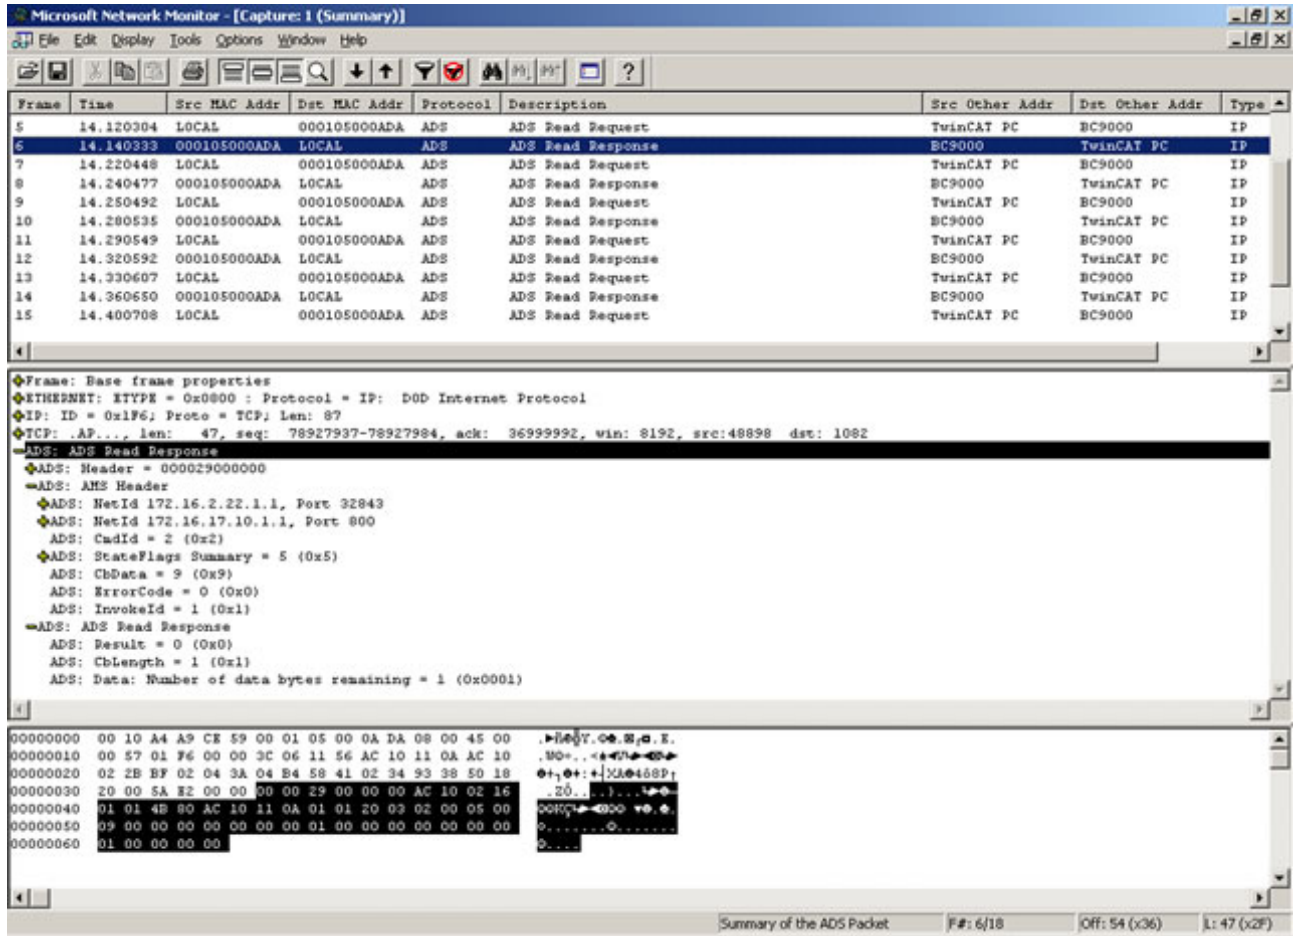 Microsoft Network Monitor - [Capture: 1 (Summary)]
File Edit Display Tools Options Window Help
Frame Time Src MAC Addr Dst MAC Addr Protocol Description Src Other Addr Dst Other Addr Type
5 14.120304 LOCAL 000105000ADA ADS ADS Read Request TwinCAT PC BC9000 IP
6 14.140333 000105000ADA LOCAL ADS ADS Read Response BC9000 TwinCAT PC IP
7 14.220448 LOCAL 000105000ADA ADS ADS Read Request TwinCAT PC BC9000 IP
8 14.240477 000105000ADA LOCAL ADS ADS Read Response BC9000 TwinCAT PC IP
9 14.250492 LOCAL 000105000ADA ADS ADS Read Request TwinCAT PC BC9000 IP
10 14.280535 000105000ADA LOCAL ADS ADS Read Response BC9000 TwinCAT PC IP
11 14.290549 LOCAL 000105000ADA ADS ADS Read Request TwinCAT PC BC9000 IP
12 14.320592 000105000ADA LOCAL ADS ADS Read Response BC9000 TwinCAT PC IP
13 14.330607 LOCAL 000105000ADA ADS ADS Read Request TwinCAT PC BC9000 IP
14 14.360650 000105000ADA LOCAL ADS ADS Read Response BC9000 TwinCAT PC IP
15 14.400708 LOCAL 000105000ADA ADS ADS Read Request TwinCAT PC BC9000 IP
Frame: Base frame properties
ETHERNET: ETYPE = 0x0800 : Protocol = IP: DOD Internet Protocol
IP: ID = 0x1F6; Proto = TCP; Len: 87
TCP: .AP..., len: 47, seq: 78927937-78927984, ack: 36999992, win: 8192, src:48898 dst: 1082
ADS: ADS Read Response
ADS: Header = 000029000000
ADS: AMS Header
ADS: NetId 172.16.2.22.1.1, Port 32843
ADS: NetId 172.16.17.10.1.1, Port 800
ADS: CmdId = 2 (0x2)
ADS: StateFlags Summary = 5 (0x5)
ADS: CbData = 9 (0x9)
ADS: ErrorCode = 0 (0x0)
ADS: InvokeId = 1 (0x1)
ADS: ADS Read Response
ADS: Result = 0 (0x0)
ADS: CbLength = 1 (0x1)
ADS: Data: Number of data bytes remaining = 1 (0x0001)
00000000 00 10 A4 A9 CE 59 00 01 05 00 0A DA 08 00 45 00
00000010 00 57 01 F6 00 00 3C 06 11 56 AC 10 11 0A AC 10
00000020 02 2B BF 02 04 3A 04 B4 58 41 02 34 93 38 50 18
00000030 20 00 5A E2 00 00 00 00 29 00 00 00 AC 10 02 16
00000040 01 01 4B 80 AC 10 11 0A 01 01 20 03 02 00 05 00
00000050 09 00 00 00 00 00 00 00 01 00 00 00 00 00 00 00
00000060 01 00 00 00 00
Summary of the ADS Packet F#: 6/18 Off: 54 (x36) L: 47 (x2F)